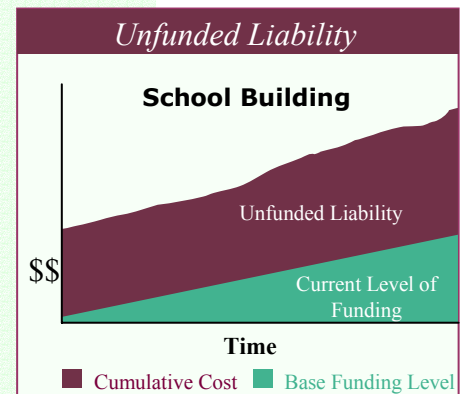 Unfunded Liability
School Building
Unfunded Liability
$$
Current Level of
Funding
Time
Cumulative Cost
Base Funding Level